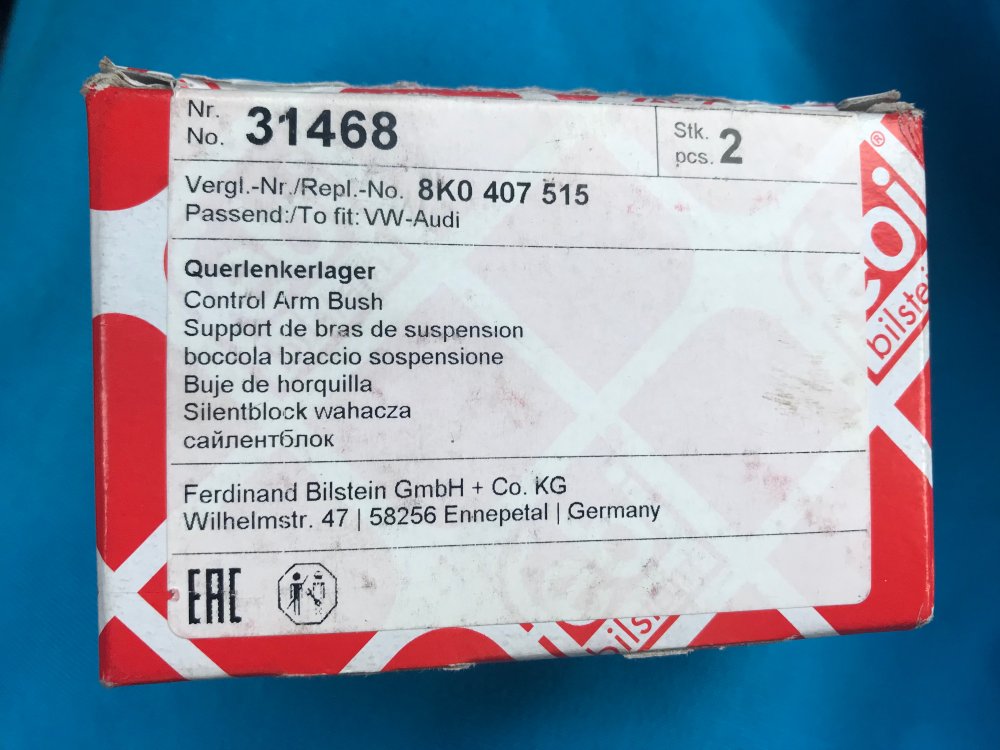 Nr.
No. 31468
Stk.
pcs. 2
Vergl.-Nr./Repl.-No. 8K0 407 515
Passend:/To fit: VW-Audi
Querlenkerlager
Control Arm Bush
Support de bras de suspension
boccola braccio sospensione
Buje de horquilla
Silentblock wahacza
сайлентблок
Ferdinand Bilstein GmbH + Co. KG
Wilhelmstr. 47 | 58256 Ennepetal | Germany
EAC